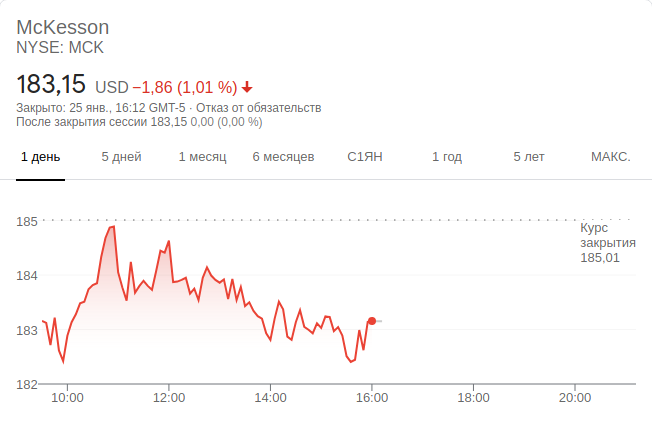 McKesson
NYSE: MCK
183,15 USD −1,86 (1,01 %)
Закрыто: 25 янв., 16:12 GMT-5 · Отказ от обязательств
После закрытия сессии 183,15 0,00 (0,00 %)
1 день 5 дней 1 месяц 6 месяцев С1ЯН 1 год 5 лет МАКС.
185
Курс
закрытия
185,01
184
183
182
10:00 12:00 14:00 16:00 18:00 20:00